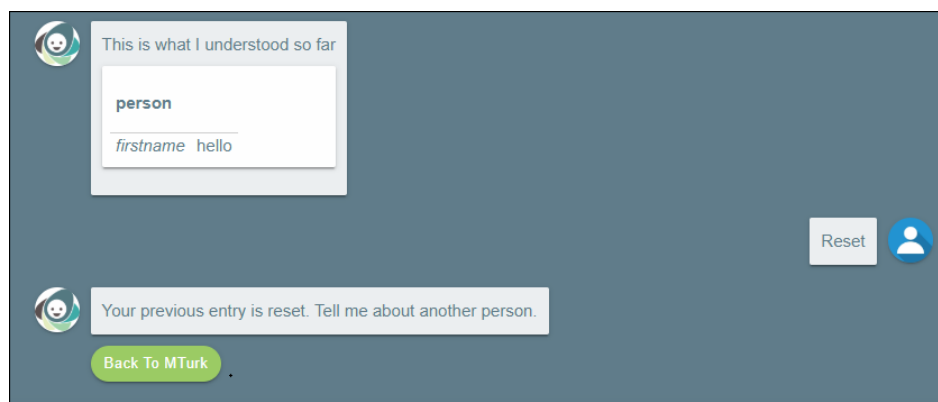 This is what I understood so far
person
firstname hello
Reset
Your previous entry is reset. Tell me about another person.
Back To MTurk .